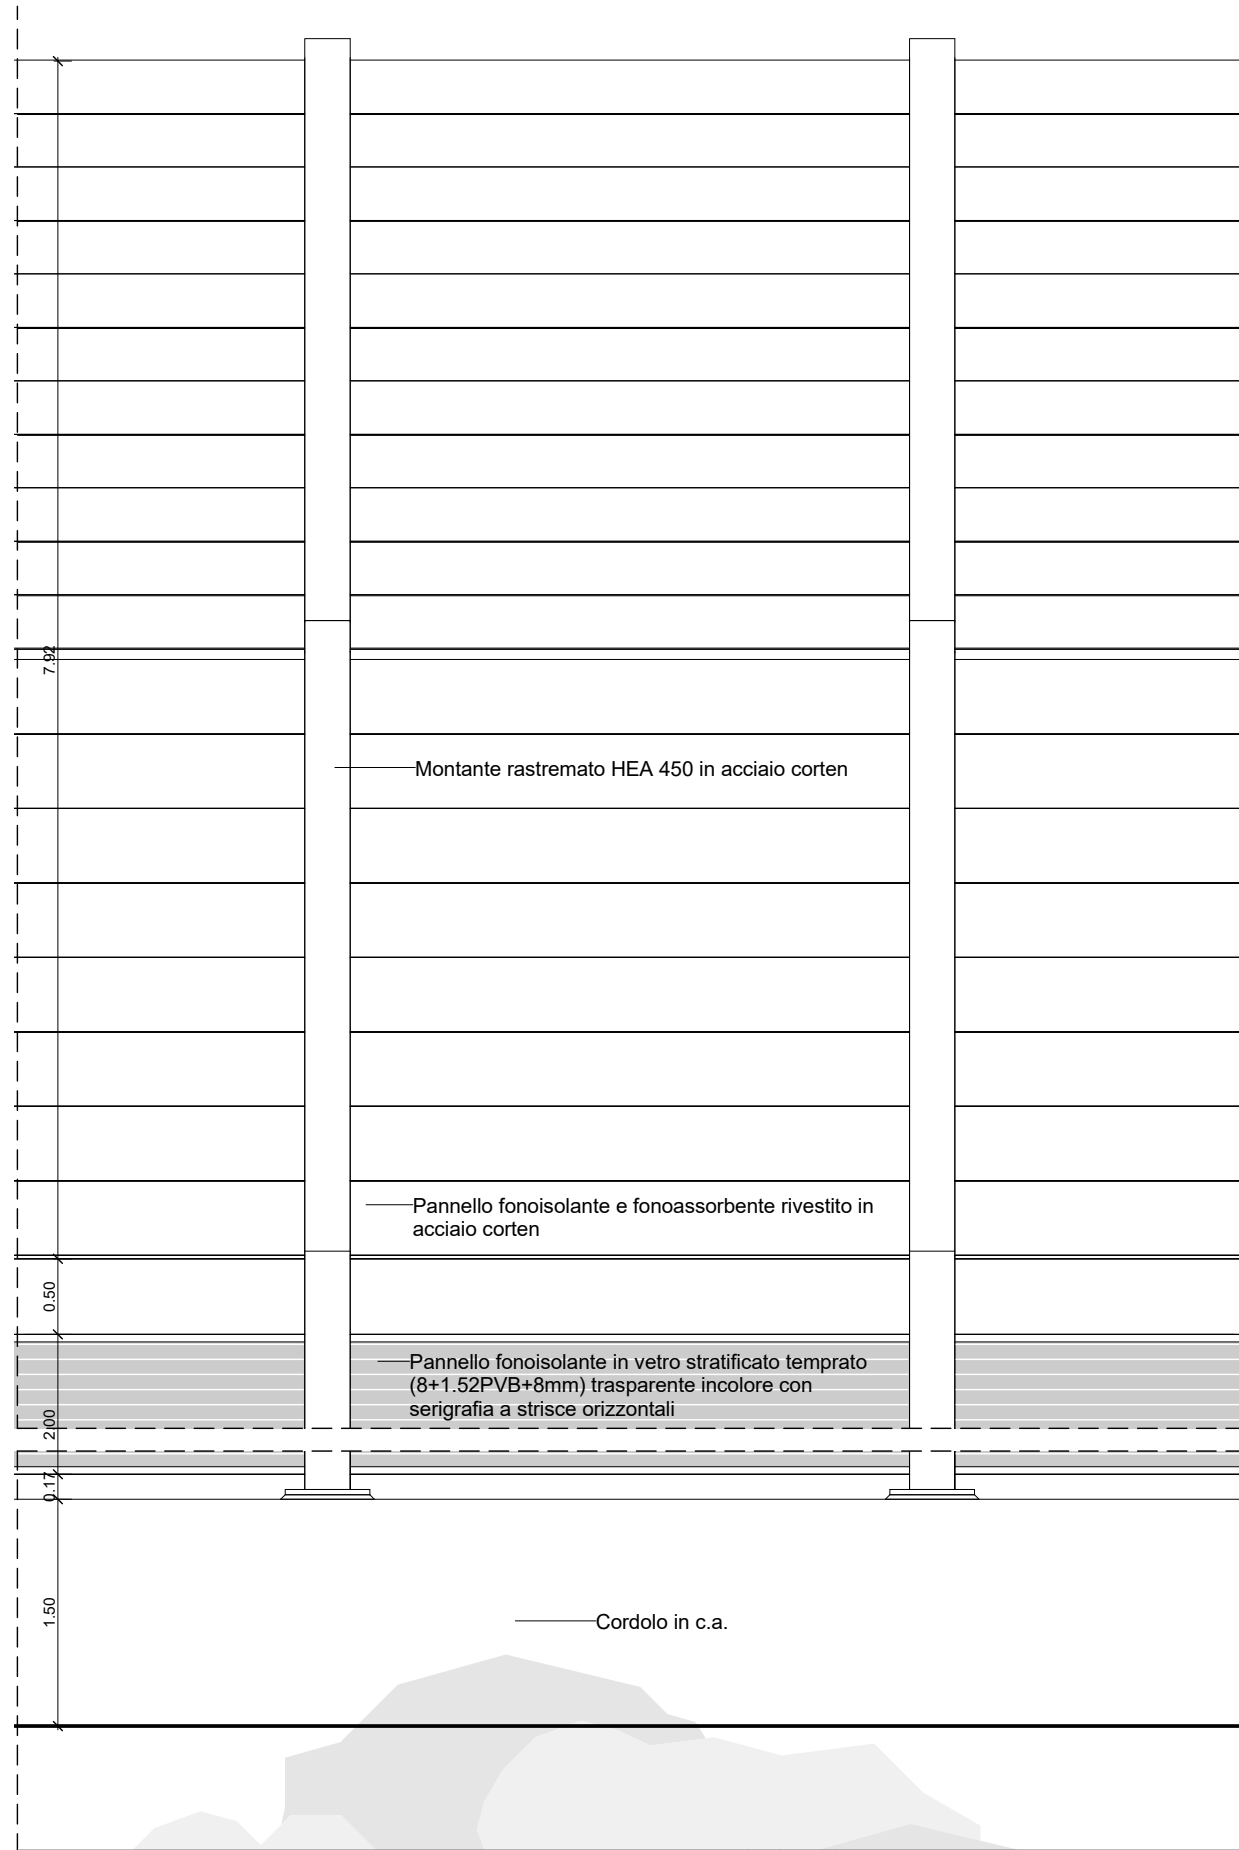 7.92
Montante rastremato HEA 450 in acciaio corten
Pannello fonoisolante e fonoassorbente rivestito in
acciaio corten
0.50
Pannello fonoisolante in vetro stratificato temprato
(8+1.52PVB+8mm) trasparente incolore con
serigrafia a strisce orizzontali
2.00
0.17
1.50
Cordolo in c.a.